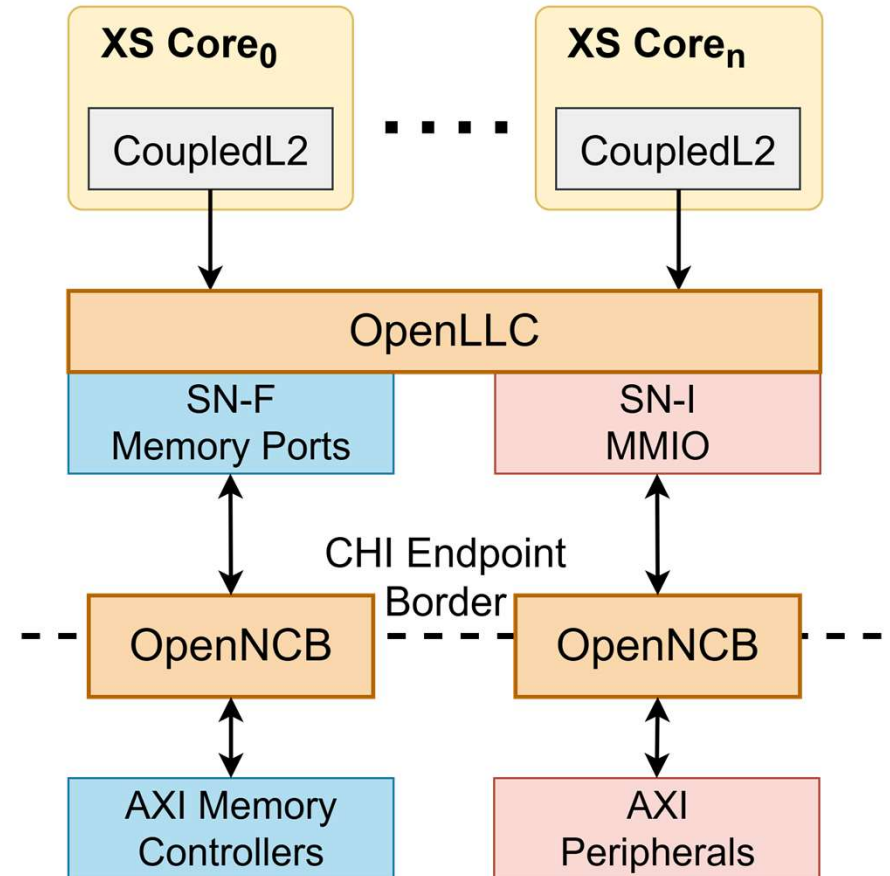 XS Core₀
XS Coreₙ
CoupledL2
CoupledL2
OpenLLC
SN-F
Memory Ports
SN-I
MMIO
CHI Endpoint
Border
OpenNCB
OpenNCB
AXI Memory
Controllers
AXI
Peripherals